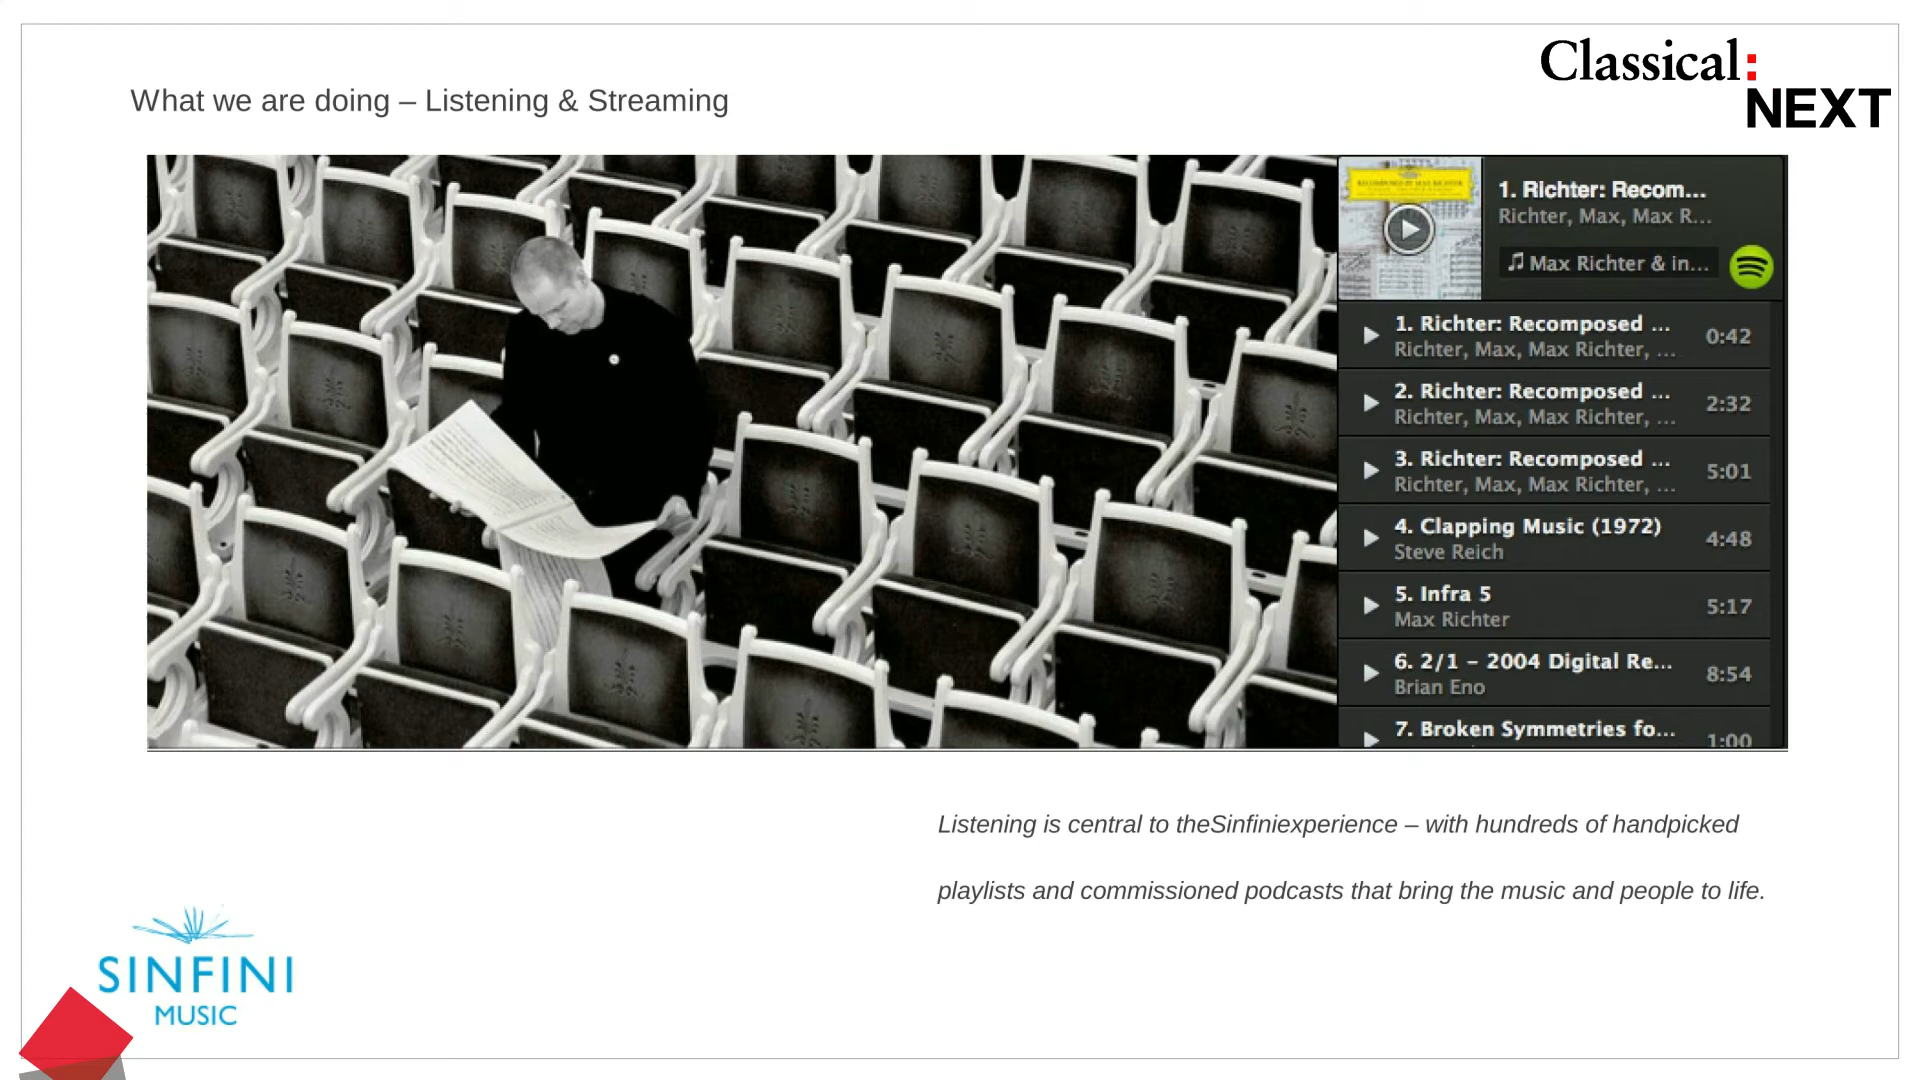 Classical:
NEXT
What we are doing – Listening & Streaming
RECOMPOSED BY MAX RICHTER
1. Richter: Recom...
Richter, Max, Max R...
Max Richter & in...
1. Richter: Recomposed ...
Richter, Max, Max Richter, ...
0:42
2. Richter: Recomposed ...
Richter, Max, Max Richter, ...
2:32
3. Richter: Recomposed ...
Richter, Max, Max Richter, ...
5:01
4. Clapping Music (1972)
Steve Reich
4:48
5. Infra 5
Max Richter
5:17
6. 2/1 – 2004 Digital Re...
Brian Eno
8:54
7. Broken Symmetries fo...
1:00
Listening is central to theSinfiniexperience – with hundreds of handpicked
playlists and commissioned podcasts that bring the music and people to life.
SINFINI
MUSIC